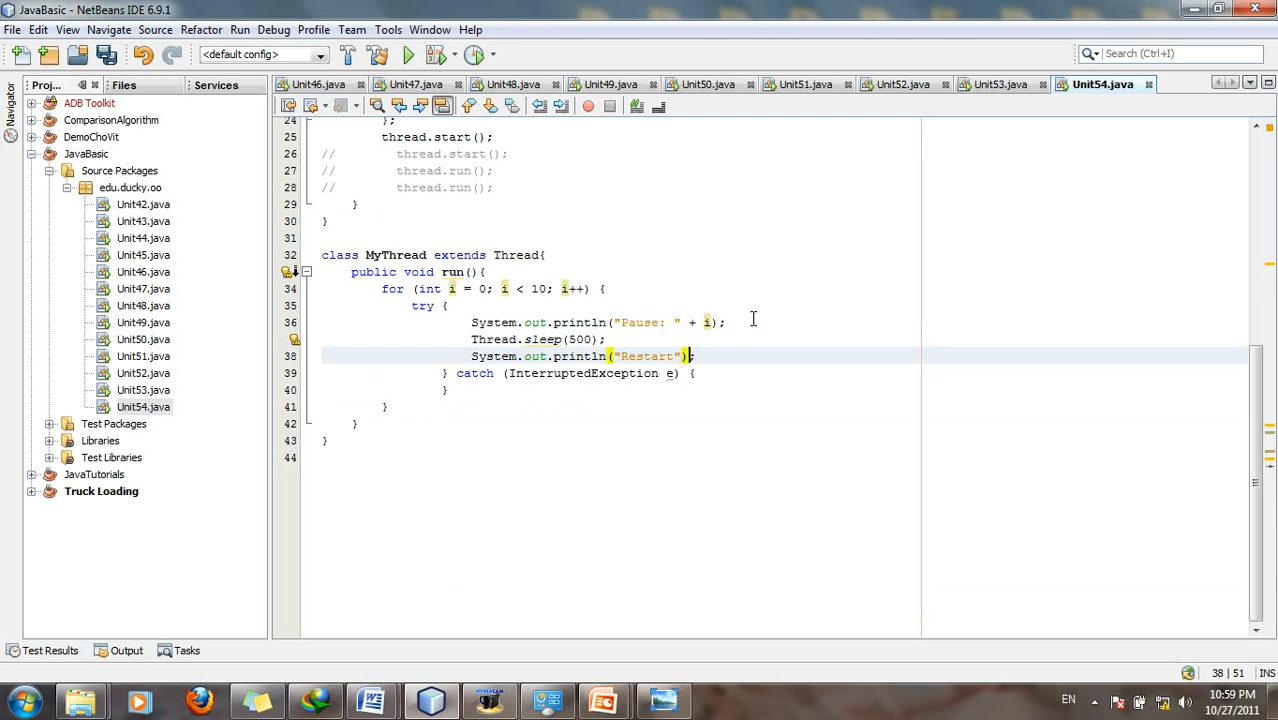 JavaBasic - NetBeans IDE 6.9.1
File Edit View Navigate Source Refactor Run Debug Profile Team Tools Window Help
<default config>
Search (Ctrl+I)
Proj... Files Services
Unit46.java Unit47.java Unit48.java Unit49.java Unit50.java Unit51.java Unit52.java Unit53.java Unit54.java
Navigator
ADB Toolkit
ComparisonAlgorithm
DemoChoVit
JavaBasic
Source Packages
edu.ducky.oo
Unit42.java
Unit43.java
Unit44.java
Unit45.java
Unit46.java
Unit47.java
Unit48.java
Unit49.java
Unit50.java
Unit51.java
Unit52.java
Unit53.java
Unit54.java
Test Packages
Libraries
Test Libraries
JavaTutorials
Truck Loading
24 };
25 thread.start();
26 // thread.start();
27 // thread.run();
28 // thread.run();
29 }
30 }
31
32 class MyThread extends Thread{
public void run(){
34 for (int i = 0; i < 10; i++) {
35 try {
36 System.out.println("Pause: " + i);
Thread.sleep(500);
38 System.out.println("Restart");
39 } catch (InterruptedException e) {
40 }
41 }
42 }
43 }
44
Test Results Output Tasks
38 | 51 INS
EN
10:59 PM
10/27/2011
HYPERCAM